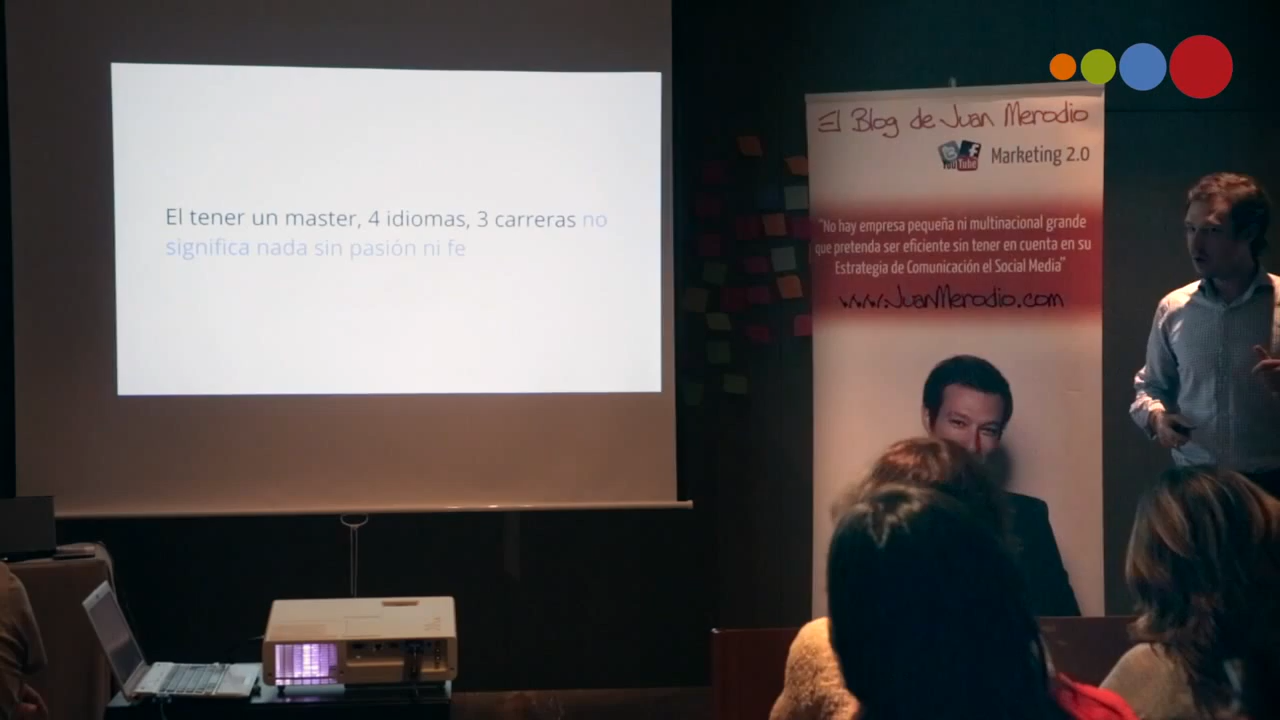 El tener un master, 4 idiomas, 3 carreras no
significa nada sin pasión ni fe
El Blog de Juan Merodio
YouTube
Marketing 2.0
"No hay empresa pequeña ni multinacional grande
que pretenda ser eficiente sin tener en cuenta en su
Estrategia de Comunicación el Social Media"
www.JuanMerodio.com